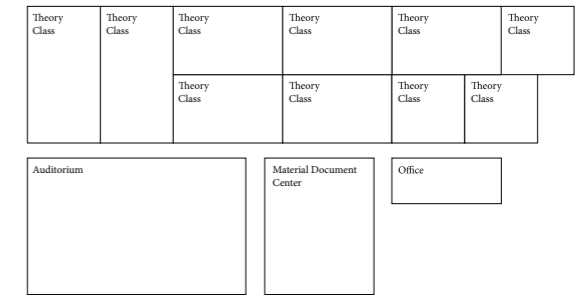 Theory
Class
Theory
Class
Theory
Class
Theory
Class
Theory
Class
Theory
Class
Theory
Class
Theory
Class
Theory
Class
Theory
Class
Auditorium
Material Document
Center
Office